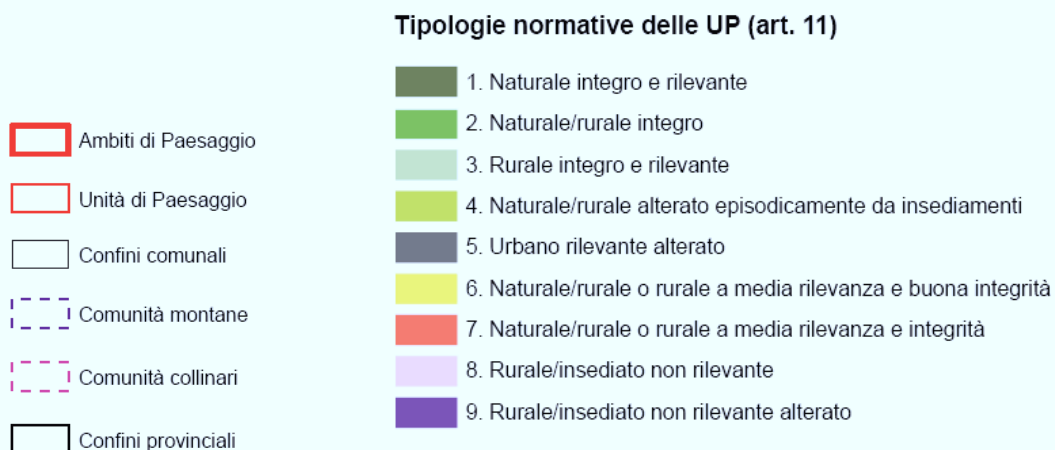 Tipologie normative delle UP (art. 11)
1. Naturale integro e rilevante
2. Naturale/rurale integro
3. Rurale integro e rilevante
4. Naturale/rurale alterato episodicamente da insediamenti
5. Urbano rilevante alterato
6. Naturale/rurale o rurale a media rilevanza e buona integrità
7. Naturale/rurale o rurale a media rilevanza e integrità
8. Rurale/insediato non rilevante
9. Rurale/insediato non rilevante alterato
Ambiti di Paesaggio
Unità di Paesaggio
Confini comunali
Comunità montane
Comunità collinari
Confini provinciali